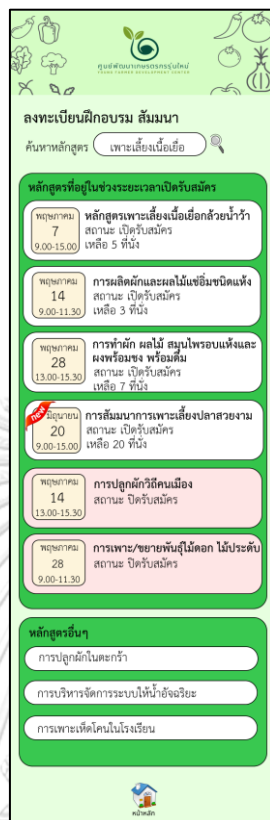 ศูนย์พัฒนาเกษตรกรรุ่นใหม่
YOUNG FARMER DEVELOPMENT CENTER
ลงทะเบียนฝึกอบรม สัมมนา
ค้นหาหลักสูตร เพาะเลี้ยงเนื้อเยื่อ
หลักสูตรที่อยู่ในช่วงระยะเวลาเปิดรับสมัคร
พฤษภาคม
7
9.00-15.00
หลักสูตรเพาะเลี้ยงเนื้อเยื่อกล้วยน้ำว้า
สถานะ เปิดรับสมัคร
เหลือ 5 ที่นั่ง
พฤษภาคม
14
9.00-11.30
การผลิตผักและผลไม้แช่อิ่มชนิดแห้ง
สถานะ เปิดรับสมัคร
เหลือ 3 ที่นั่ง
พฤษภาคม
28
13.00-15.30
การทำผัก ผลไม้ สมุนไพรอบแห้งและ
ผงพร้อมชง พร้อมดื่ม
สถานะ เปิดรับสมัคร
เหลือ 7 ที่นั่ง
new
มิถุนายน
20
9.00-15.00
การสัมมนาการเพาะเลี้ยงปลาสวยงาม
สถานะ เปิดรับสมัคร
เหลือ 20 ที่นั่ง
พฤษภาคม
14
13.00-15.30
การปลูกผักวิถีคนเมือง
สถานะ ปิดรับสมัคร
พฤษภาคม
28
9.00-11.30
การเพาะ/ขยายพันธุ์ไม้ดอก ไม้ประดับ
สถานะ ปิดรับสมัคร
หลักสูตรอื่นๆ
การปลูกผักในตะกร้า
การบริหารจัดการระบบให้น้ำอัจฉริยะ
การเพาะเห็ดโคนในโรงเรียน
หน้าหลัก